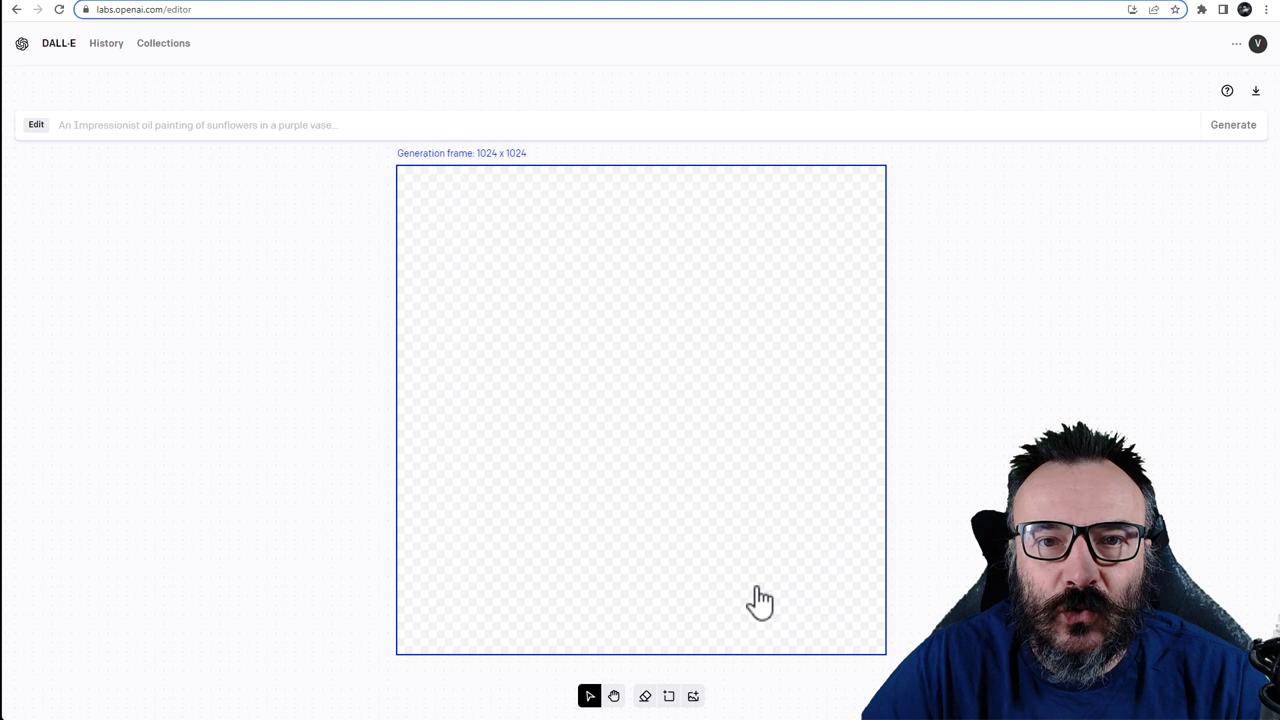 labs.openai.com/editor
DALL·E History Collections
V
Edit An Impressionist oil painting of sunflowers in a purple vase... Generate
Generation frame: 1024 x 1024